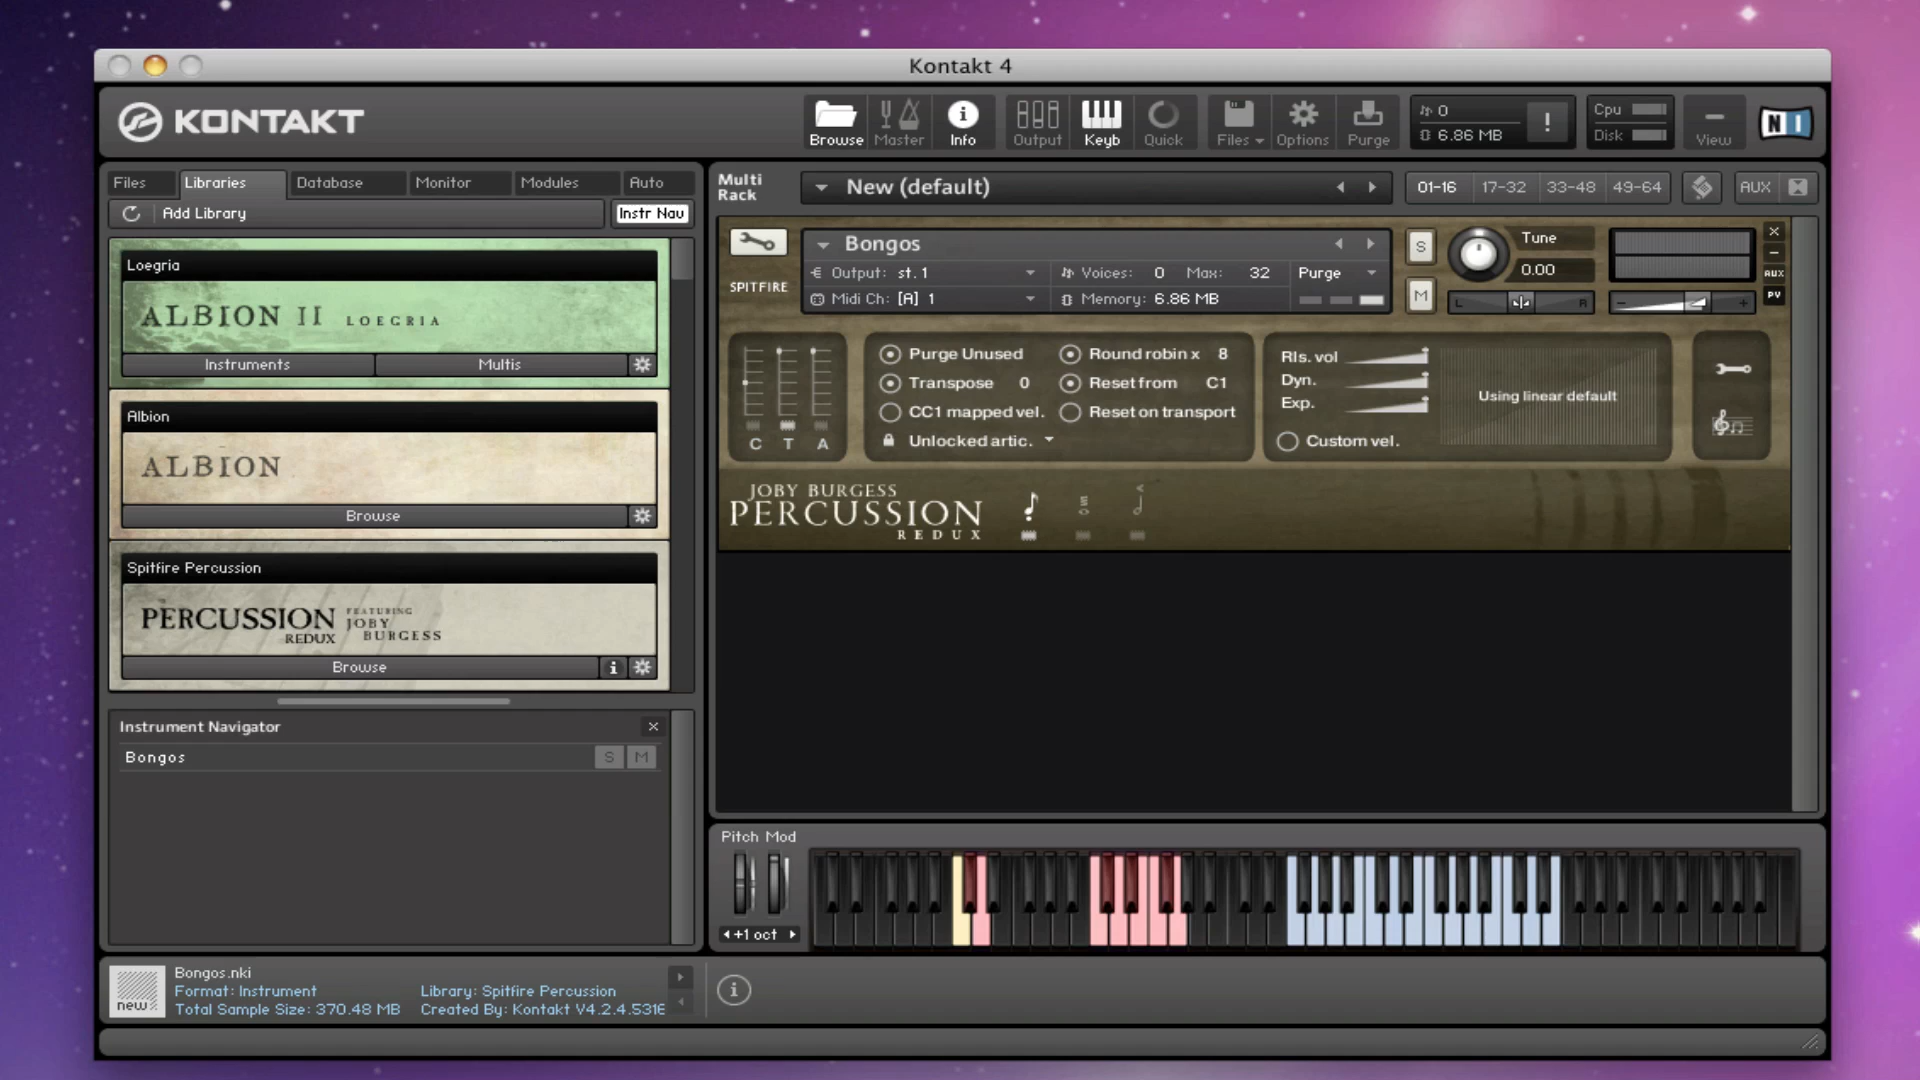 Kontakt 4
KONTAKT
Browse Master Info Output Keyb Quick Files Options Purge
0
6.86 MB
!
Cpu
Disk
View
NI
Files Libraries Database Monitor Modules Auto
Add Library
Instr Nav
Loegria
ALBION II LOEGRIA
Instruments Multis
Albion
ALBION
Browse
Spitfire Percussion
PERCUSSION REDUX FEATURING JOBY BURGESS
Browse
Instrument Navigator
Bongos S M
Multi Rack
New (default)
01-16 17-32 33-48 49-64
AUX
SPITFIRE
Bongos
Output: st.1
Voices: 0 Max: 32
Purge
Midi Ch: [A] 1
Memory: 6.86 MB
S
M
Tune
0.00
L R
- +
AUX
PV
C T A
Purge Unused
Round robin x 8
Transpose 0
Reset from C1
CC1 mapped vel.
Reset on transport
Unlocked artic.
Rls. vol
Dyn.
Exp.
Custom vel.
Using linear default
JOBY BURGESS
PERCUSSION
REDUX
Pitch Mod
+1 oct
new
Bongos.nki
Format: Instrument
Library: Spitfire Percussion
Total Sample Size: 370.48 MB
Created By: Kontakt V4.2.4.5316